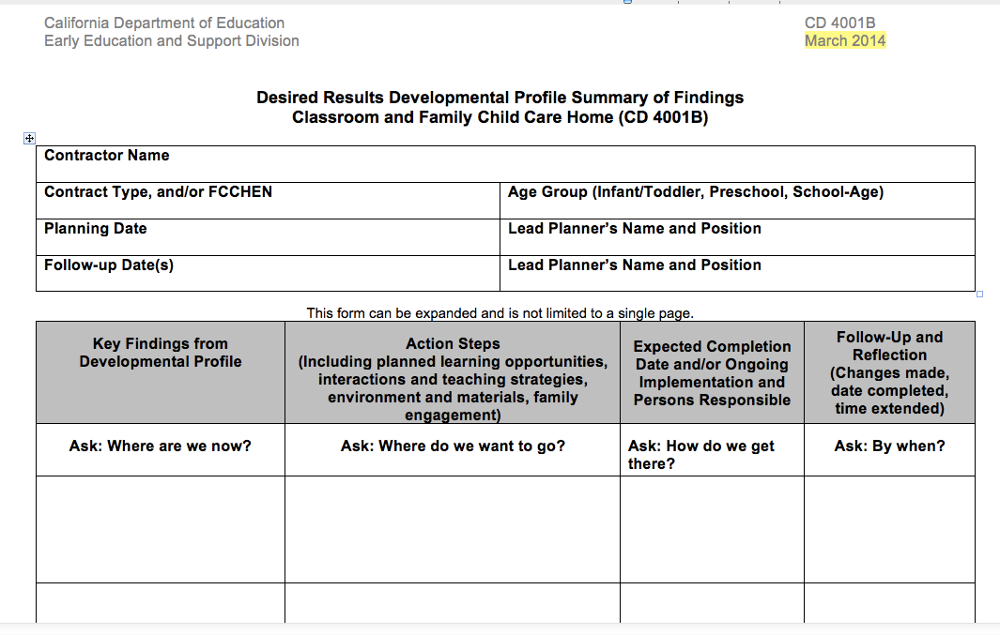 California Department of Education
CD 4001B
Early Education and Support Division
March 2014
Desired Results Developmental Profile Summary of Findings
Classroom and Family Child Care Home (CD 4001B)
Contractor Name
Contract Type, and/or FCCHEN
Age Group (Infant/Toddler, Preschool, School-Age)
Planning Date
Lead Planner’s Name and Position
Follow-up Date(s)
Lead Planner’s Name and Position
This form can be expanded and is not limited to a single page.
Key Findings from
Developmental Profile
Action Steps
(Including planned learning opportunities,
interactions and teaching strategies,
environment and materials, family
engagement)
Expected Completion
Date and/or Ongoing
Implementation and
Persons Responsible
Follow-Up and
Reflection
(Changes made,
date completed,
time extended)
Ask: Where are we now?
Ask: Where do we want to go?
Ask: How do we get
there?
Ask: By when?